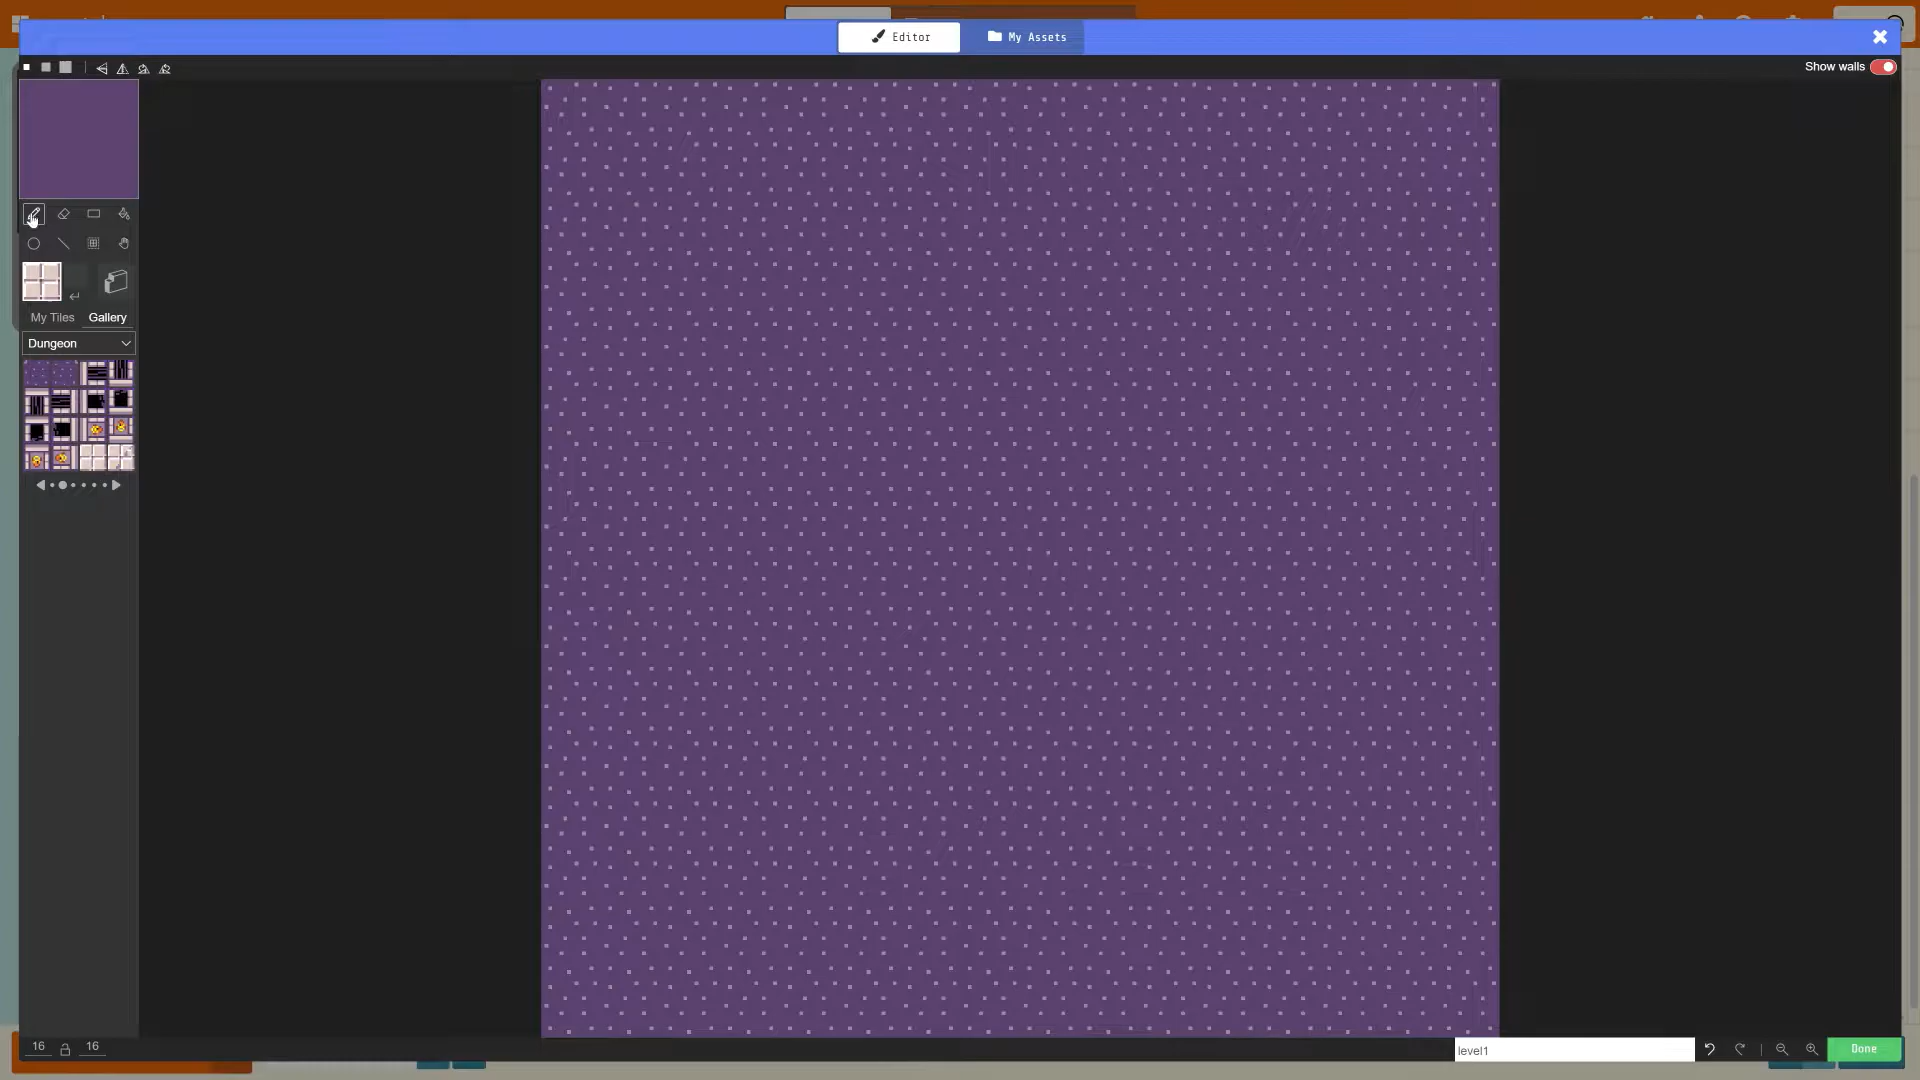 Editor
My Assets
Show walls
My Tiles
Gallery
Dungeon
16
16
level1
Done